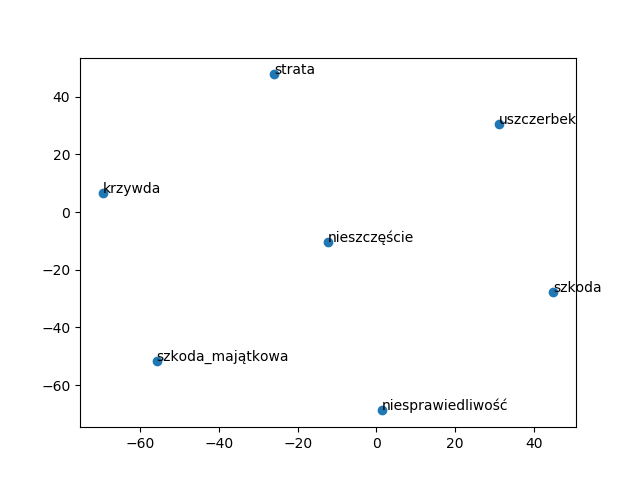 strata
40
uszczerbek
20
krzywda
0
nieszczęście
−20
szkoda
−40
szkoda_majątkowa
−60
niesprawiedliwość
−60 −40 −20 0 20 40